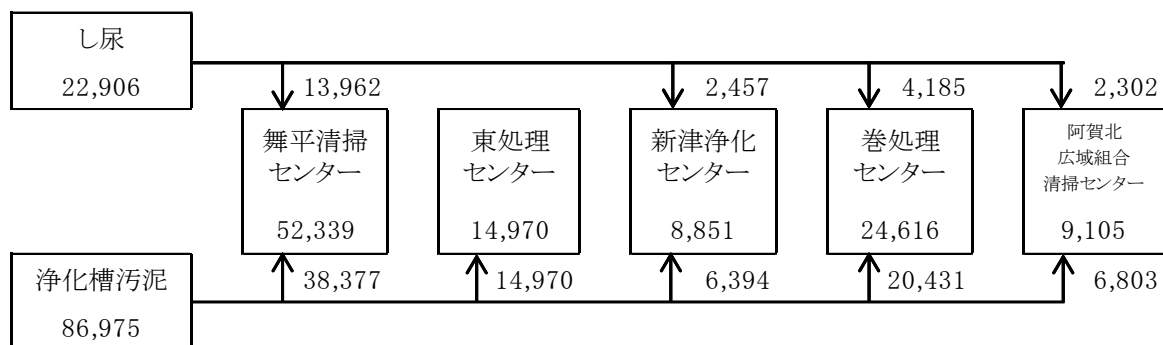 し尿
22,906
13,962
2,457
4,185
2,302
舞平清掃
センター
52,339
東処理
センター
14,970
新津浄化
センター
8,851
巻処理
センター
24,616
阿賀北
広域組合
清掃センター
9,105
浄化槽汚泥
86,975
38,377
14,970
6,394
20,431
6,803